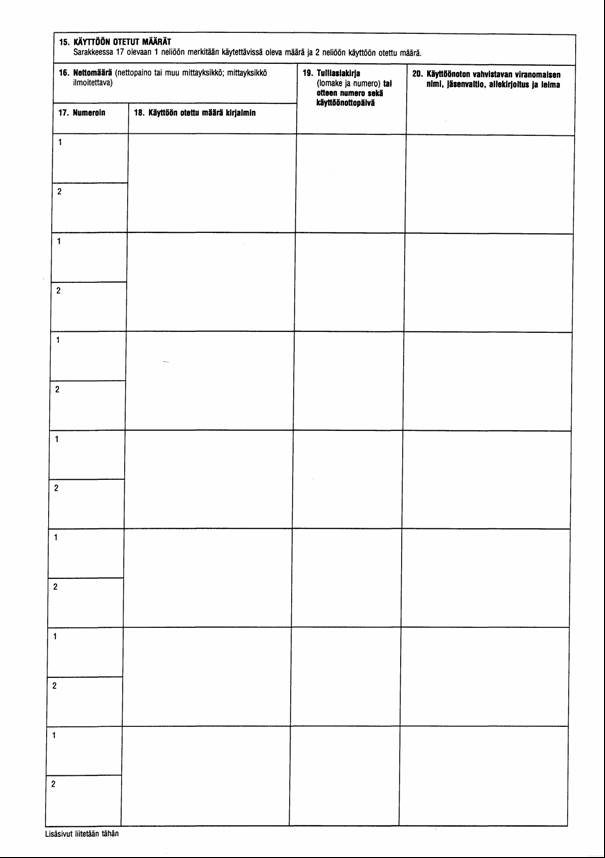 15. KÄYTTÖÖN OTETUT MÄÄRÄT
Sarakkeessa 17 olevaan 1 neliöön merkitään käytettävissä oleva määrä ja 2 neliöön käyttöön otettu määrä.
16. Nettomäärä (nettopaino tai muu mittayksikkö; mittayksikkö
ilmoitettava)
19. Tulliasiakirja
(lomake ja numero) tai
otteen numero sekä
käyttöönottopäivä
20. Käyttöönoton vahvistavan viranomaisen
nimi, jäsenvaltio, allekirjoitus ja leima
17. Numeroin
18. Käyttöön otettu määrä kirjaimin
1
2
1
2
1
2
1
2
1
2
1
2
1
2
Lisäsivut liitetään tähän